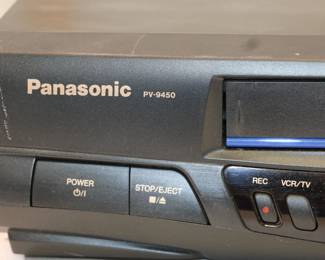 Panasonic PV-9450
REC VCR/TV
POWER STOP/EJECT
⏻/I ■/⏏